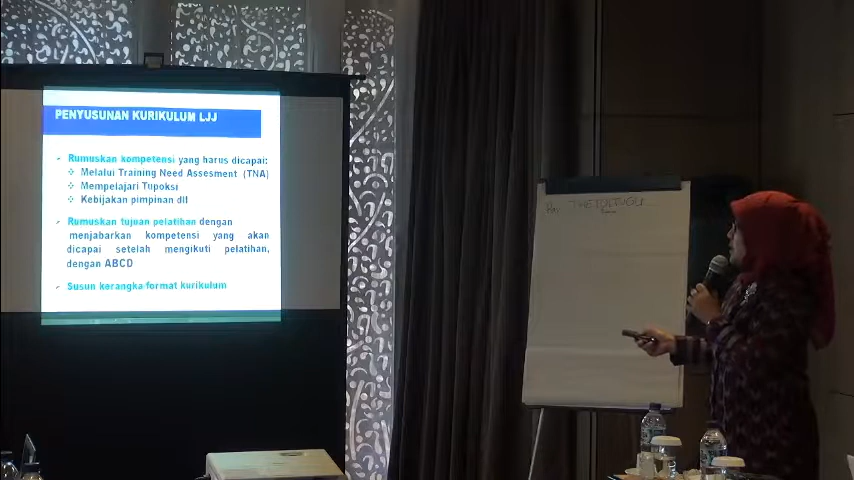 PENYUSUNAN KURIKULUM LJJ
Rumuskan kompetensi yang harus dicapai:
Melalui Training Need Assesment (TNA)
Mempelajari Tupoksi
Kebijakan pimpinan dll
Rumuskan tujuan pelatihan dengan
menjabarkan kompetensi yang akan
dicapai setelah mengikuti pelatihan,
dengan ABCD
Susun kerangka format kurikulum